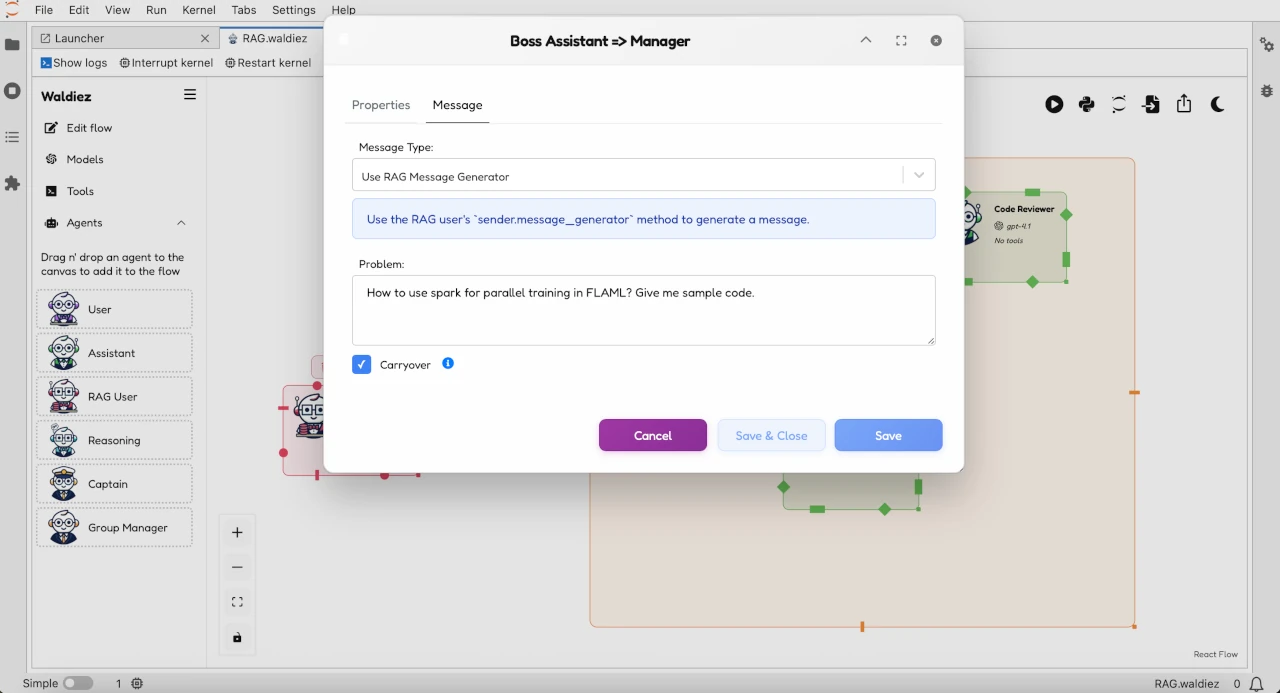 File Edit View Run Kernel Tabs Settings Help
Launcher
RAG.waldiez
Show logs Interrupt kernel Restart kernel
Waldiez
Edit flow
Models
Tools
Agents
Drag n' drop an agent to the
canvas to add it to the flow
User
Assistant
RAG User
Reasoning
Captain
Group Manager
Boss Assistant => Manager
Properties Message
Message Type:
Use RAG Message Generator
Use the RAG user's `sender.message_generator` method to generate a message.
Problem:
How to use spark for parallel training in FLAML? Give me sample code.
Carryover
Cancel Save & Close Save
Code Reviewer
gpt-4.1
No tools
React Flow
Simple 1 RAG.waldiez 0